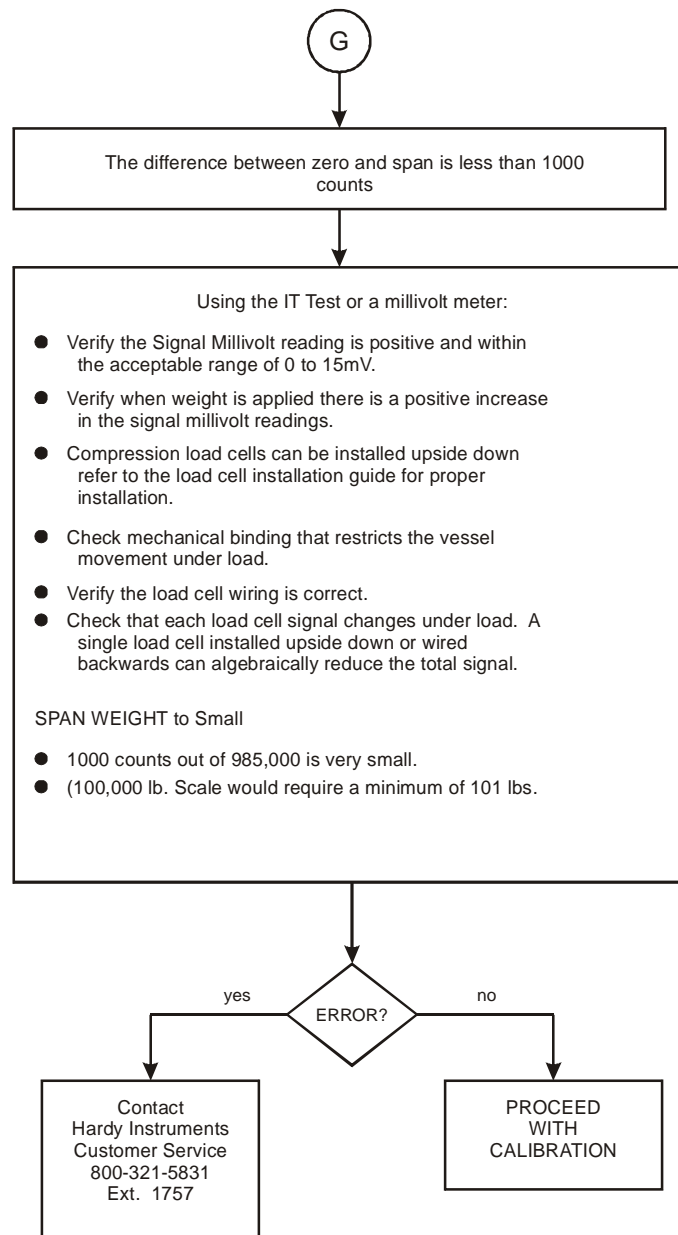 G
The difference between zero and span is less than 1000
counts
Using the IT Test or a millivolt meter:
● Verify the Signal Millivolt reading is positive and within
the acceptable range of 0 to 15mV.
● Verify when weight is applied there is a positive increase
in the signal millivolt readings.
● Compression load cells can be installed upside down
refer to the load cell installation guide for proper
installation.
● Check mechanical binding that restricts the vessel
movement under load.
● Verify the load cell wiring is correct.
● Check that each load cell signal changes under load. A
single load cell installed upside down or wired
backwards can algebraically reduce the total signal.
SPAN WEIGHT to Small
● 1000 counts out of 985,000 is very small.
● (100,000 lb. Scale would require a minimum of 101 lbs.
ERROR?
yes
no
Contact
Hardy Instruments
Customer Service
800-321-5831
Ext. 1757
PROCEED
WITH
CALIBRATION